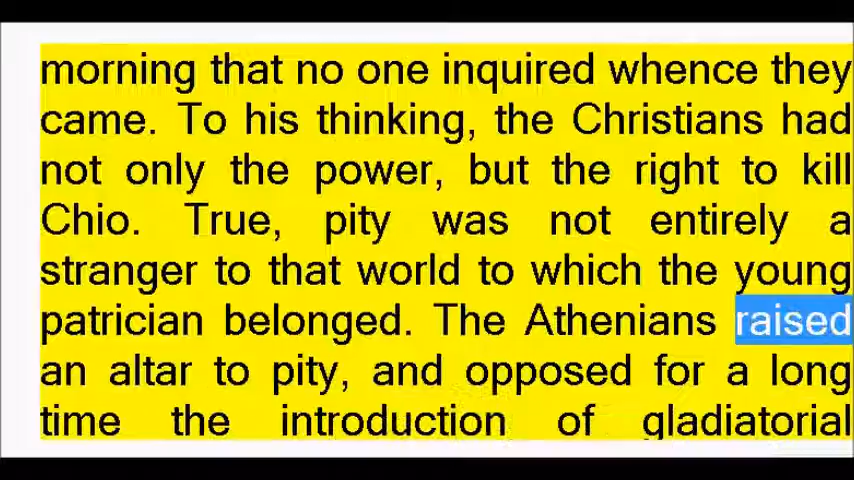 morning that no one inquired whence they
came. To his thinking, the Christians had
not only the power, but the right to kill
Chio. True, pity was not entirely a
stranger to that world to which the young
patrician belonged. The Athenians raised
an altar to pity, and opposed for a long
time the introduction of gladiatorial